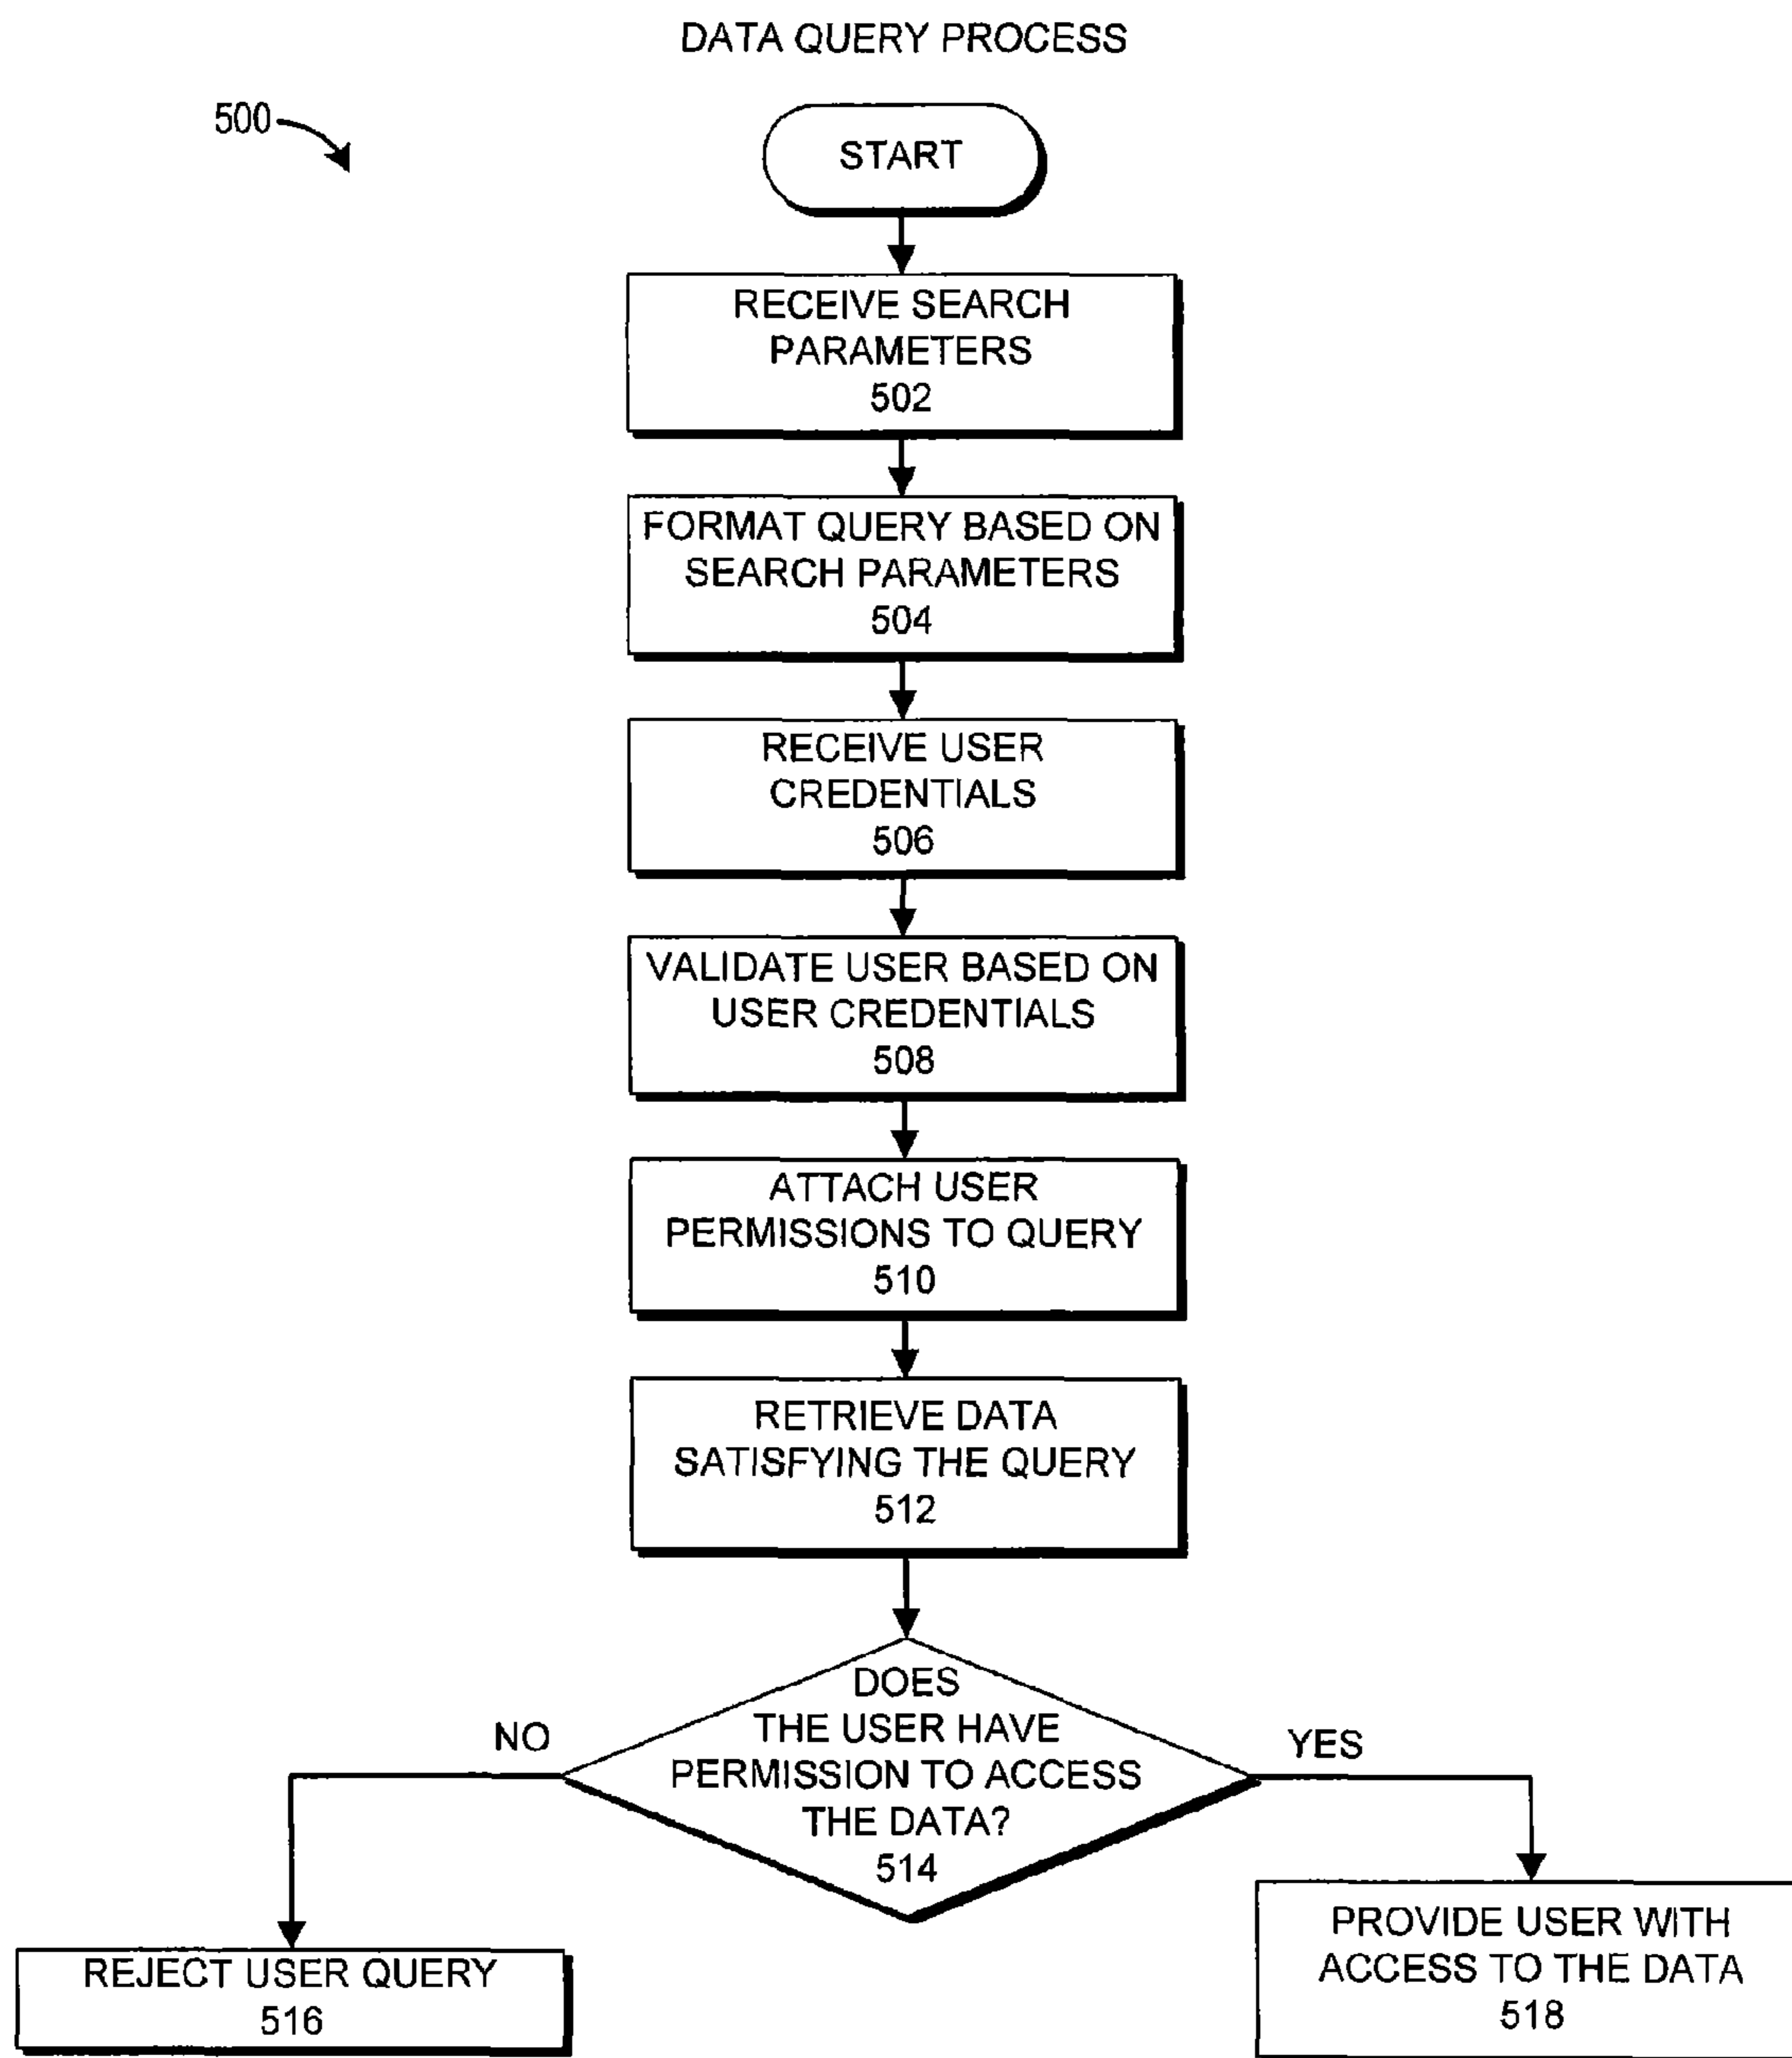 DATA QUERY PROCESS
500
START
RECEIVE SEARCH
PARAMETERS
502
FORMAT QUERY BASED ON
SEARCH PARAMETERS
504
RECEIVE USER
CREDENTIALS
506
VALIDATE USER BASED ON
USER CREDENTIALS
508
ATTACH USER
PERMISSIONS TO QUERY
510
RETRIEVE DATA
SATISFYING THE QUERY
512
DOES
THE USER HAVE
PERMISSION TO ACCESS
THE DATA?
514
NO
YES
REJECT USER QUERY
516
PROVIDE USER WITH
ACCESS TO THE DATA
518